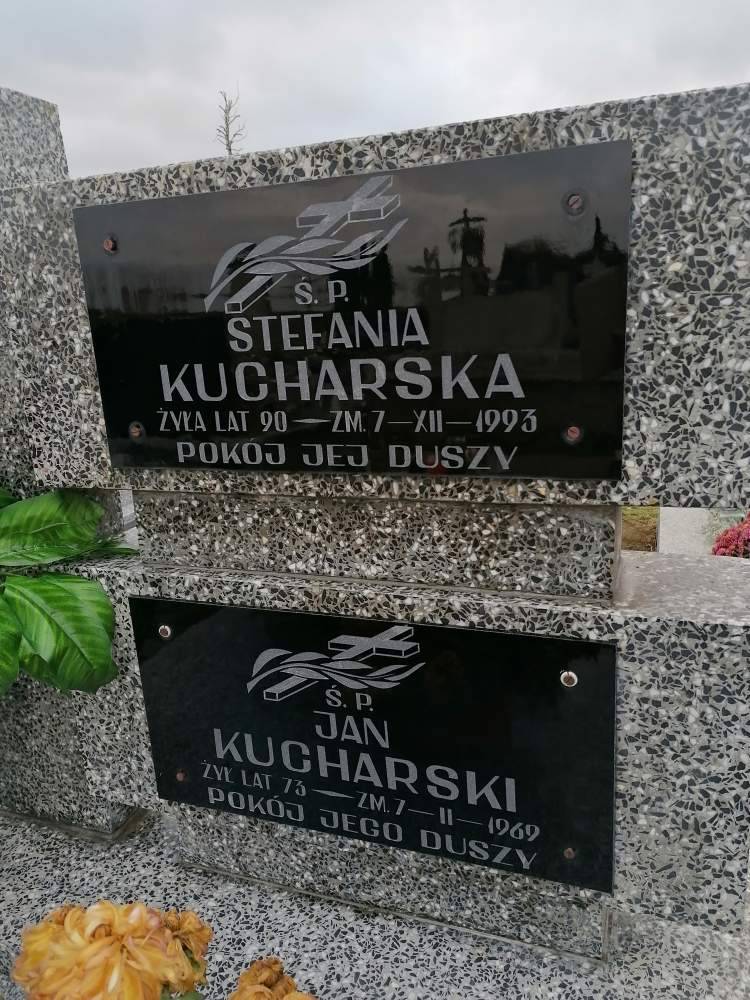 Ś. P.
STEFANIA
KUCHARSKA
ŻYŁA LAT 90 — ZM. 7—XII—1993
POKÓJ JEJ DUSZY
Ś. P.
JAN
KUCHARSKI
ŻYŁ LAT 73 — ZM. 7—II—1969
POKÓJ JEGO DUSZY